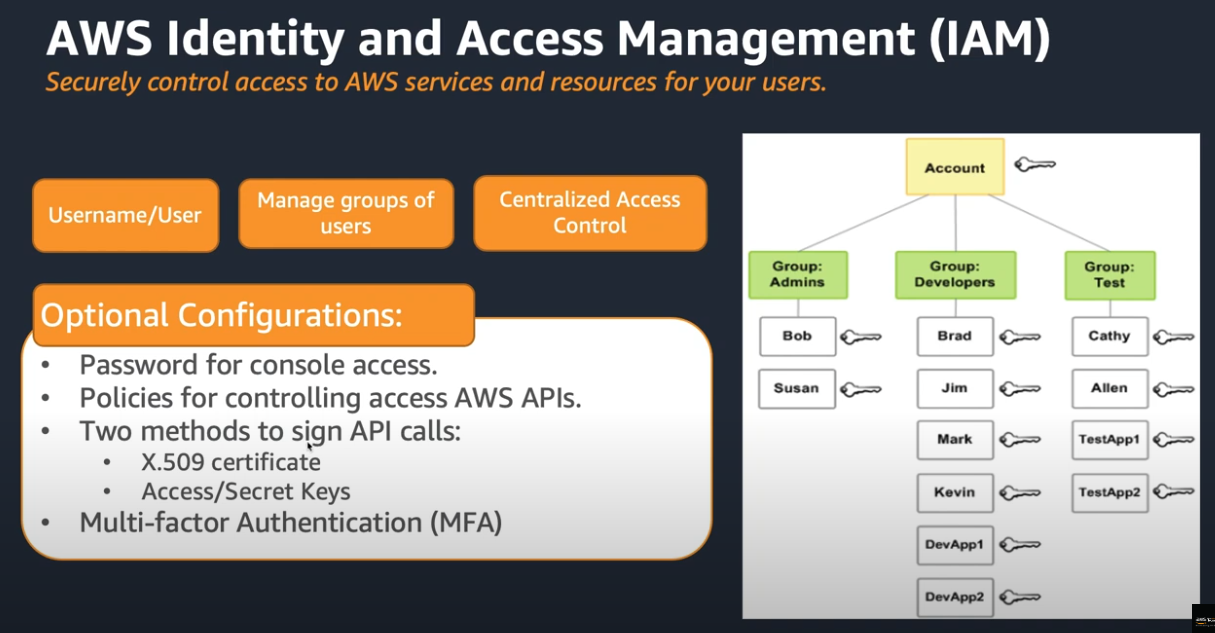 AWS Identity and Access Management (IAM)
Securely control access to AWS services and resources for your users.
Username/User
Manage groups of
users
Centralized Access
Control
Optional Configurations:
• Password for console access.
• Policies for controlling access AWS APIs.
• Two methods to sign API calls:
• X.509 certificate
• Access/Secret Keys
• Multi-factor Authentication (MFA)
Account
Group:
Admins
Group:
Developers
Group:
Test
Bob
Brad
Cathy
Susan
Jim
Allen
Mark
TestApp1
Kevin
TestApp2
DevApp1
DevApp2